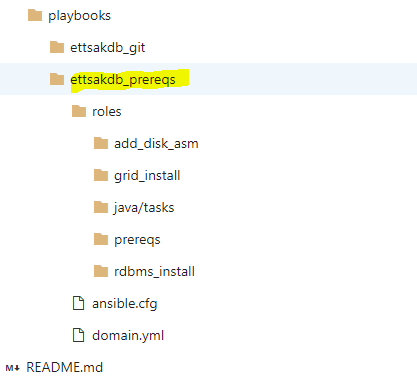 playbooks
ettsakdb_git
ettsakdb_prereqs
roles
add_disk_asm
grid_install
java/tasks
prereqs
rdbms_install
ansible.cfg
domain.yml
M↓ README.md